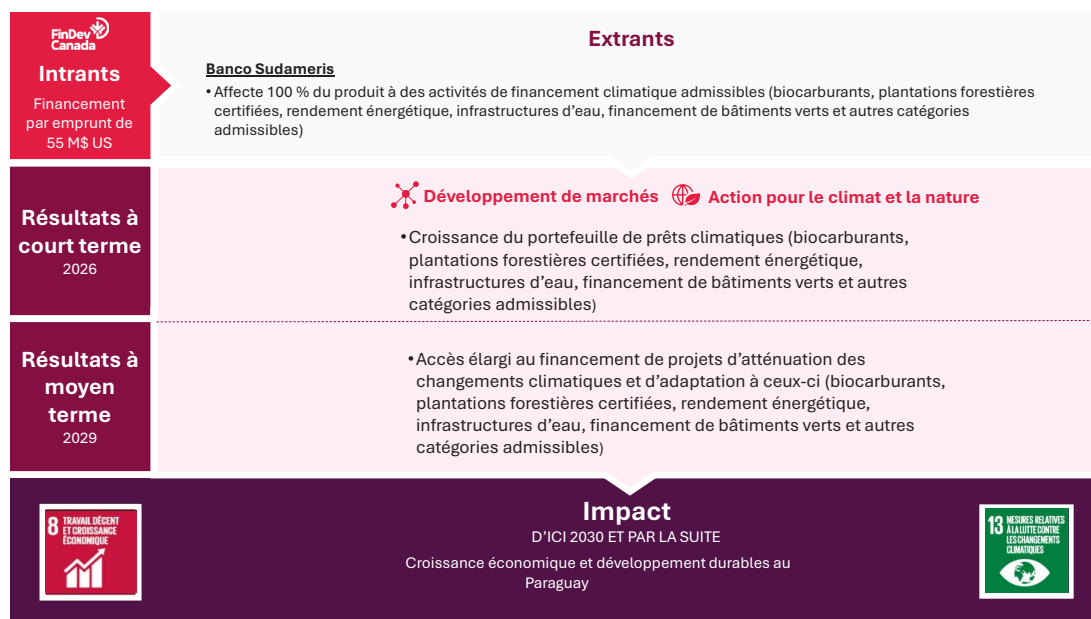 FinDev
Canada
Intrants
Financement
par emprunt de
55 M$ US
Extrants
Banco Sudameris
• Affecte 100 % du produit à des activités de financement climatique admissibles (biocarburants, plantations forestières
certifiées, rendement énergétique, infrastructures d’eau, financement de bâtiments verts et autres catégories
admissibles)
Résultats à
court terme
2026
Développement de marchés
Action pour le climat et la nature
• Croissance du portefeuille de prêts climatiques (biocarburants,
plantations forestières certifiées, rendement énergétique,
infrastructures d’eau, financement de bâtiments verts et autres
catégories admissibles)
Résultats à
moyen
terme
2029
• Accès élargi au financement de projets d’atténuation des
changements climatiques et d’adaptation à ceux-ci (biocarburants,
plantations forestières certifiées, rendement énergétique,
infrastructures d’eau, financement de bâtiments verts et autres
catégories admissibles)
8 TRAVAIL DÉCENT
ET CROISSANCE
ÉCONOMIQUE
Impact
D’ICI 2030 ET PAR LA SUITE
Croissance économique et développement durables au
Paraguay
13 MESURES RELATIVES
À LA LUTTE CONTRE
LES CHANGEMENTS
CLIMATIQUES